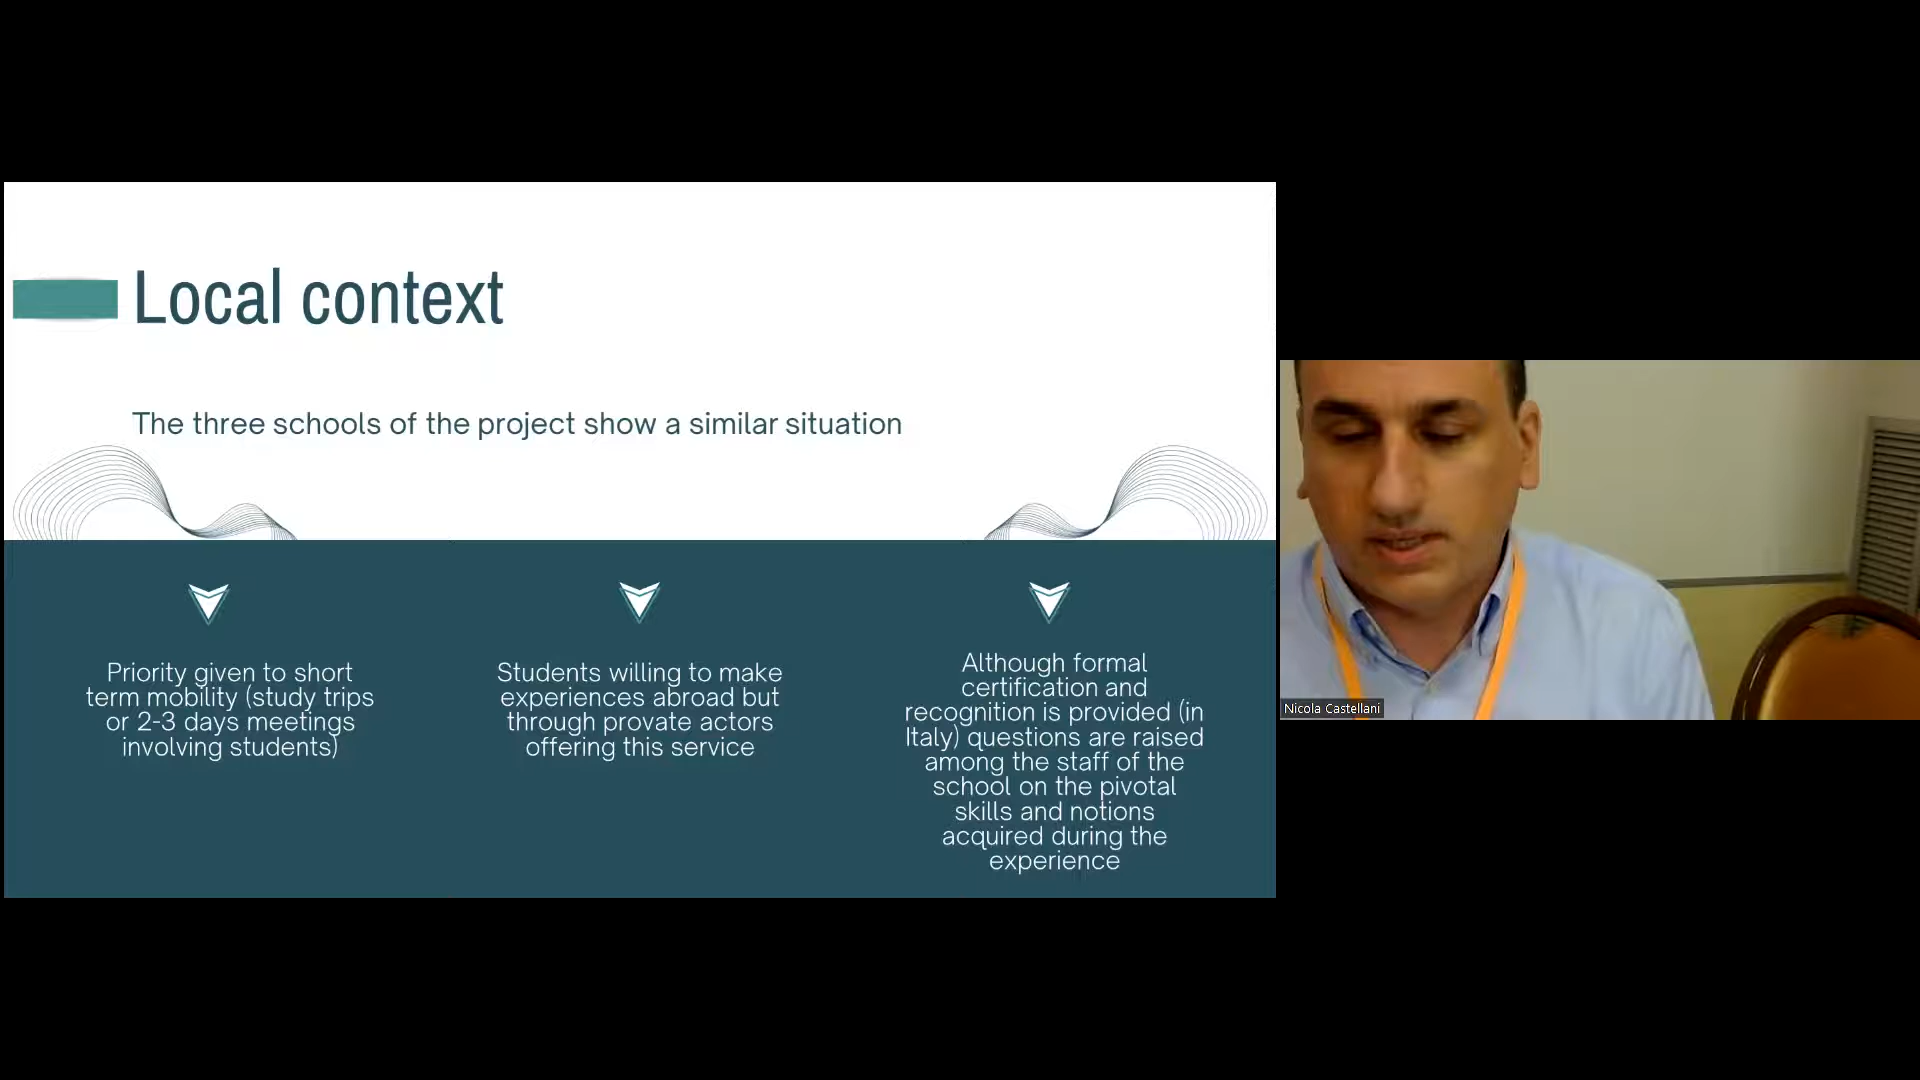 Local context
The three schools of the project show a similar situation
Priority given to short
term mobility (study trips
or 2-3 days meetings
involving students)
Students willing to make
experiences abroad but
through provate actors
offering this service
Although formal
certification and
recognition is provided (in
Italy) questions are raised
among the staff of the
school on the pivotal
skills and notions
acquired during the
experience
Nicola Castellani